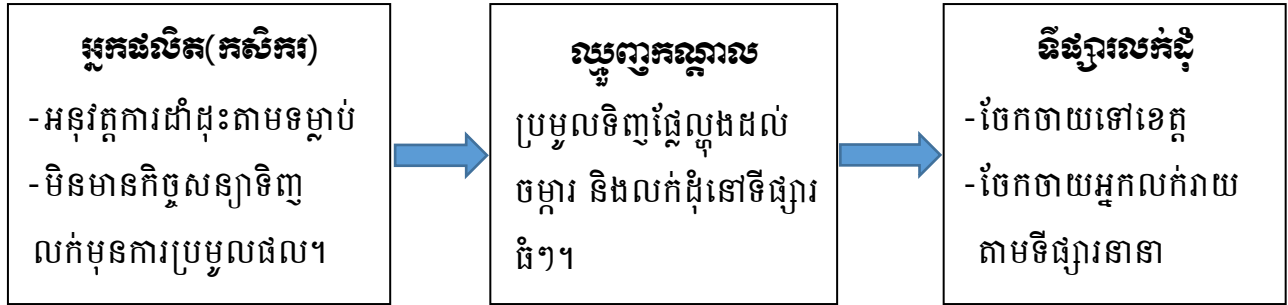 អ្នកផលិត(កសិករ)
-អនុវត្តការដាំដុះតាមទម្លាប់
-មិនមានកិច្ចសន្យាទិញ
លក់មុនការប្រមូលផល។
ឈ្មួញកណ្តាល
ប្រមូលទិញផ្លែល្ហុងដល់
ចម្ការ និងលក់ដុំនៅទីផ្សារ
ធំៗ។
ទីផ្សារលក់ដុំ
-ចែកចាយទៅខេត្ត
-ចែកចាយអ្នកលក់រាយ
តាមទីផ្សារនានា